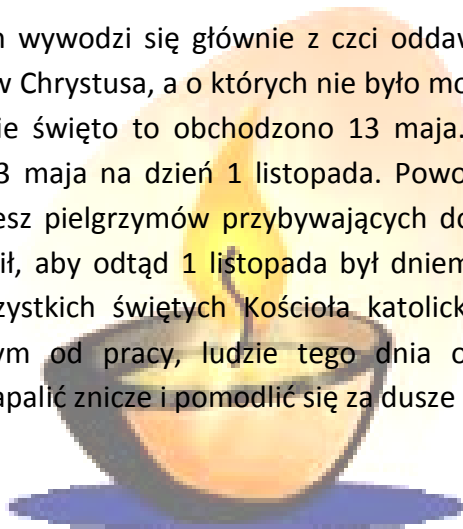 wywodzi się głównie z czci oddaw
w Chrystusa, a o których nie było mo
ie święto to obchodzono 13 maja.
3 maja na dzień 1 listopada. Powo
esz pielgrzymów przybywających do
ił, aby odtąd 1 listopada był dniem
zystkich świętych Kościoła katolick
ym od pracy, ludzie tego dnia o
apalić znicze i pomodlić się za dusze